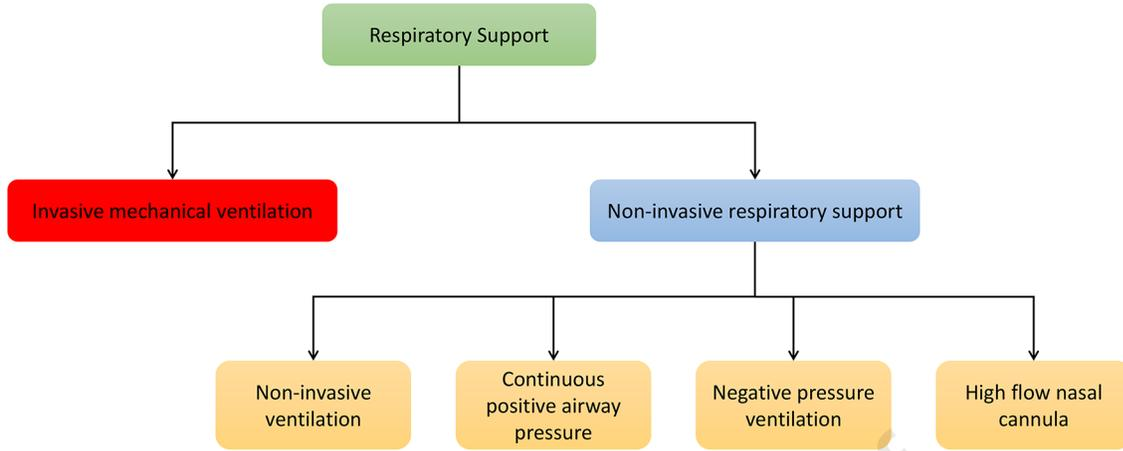 Respiratory Support
Invasive mechanical ventilation
Non-invasive respiratory support
Non-invasive
ventilation
Continuous
positive airway
pressure
Negative pressure
ventilation
High flow nasal
cannula